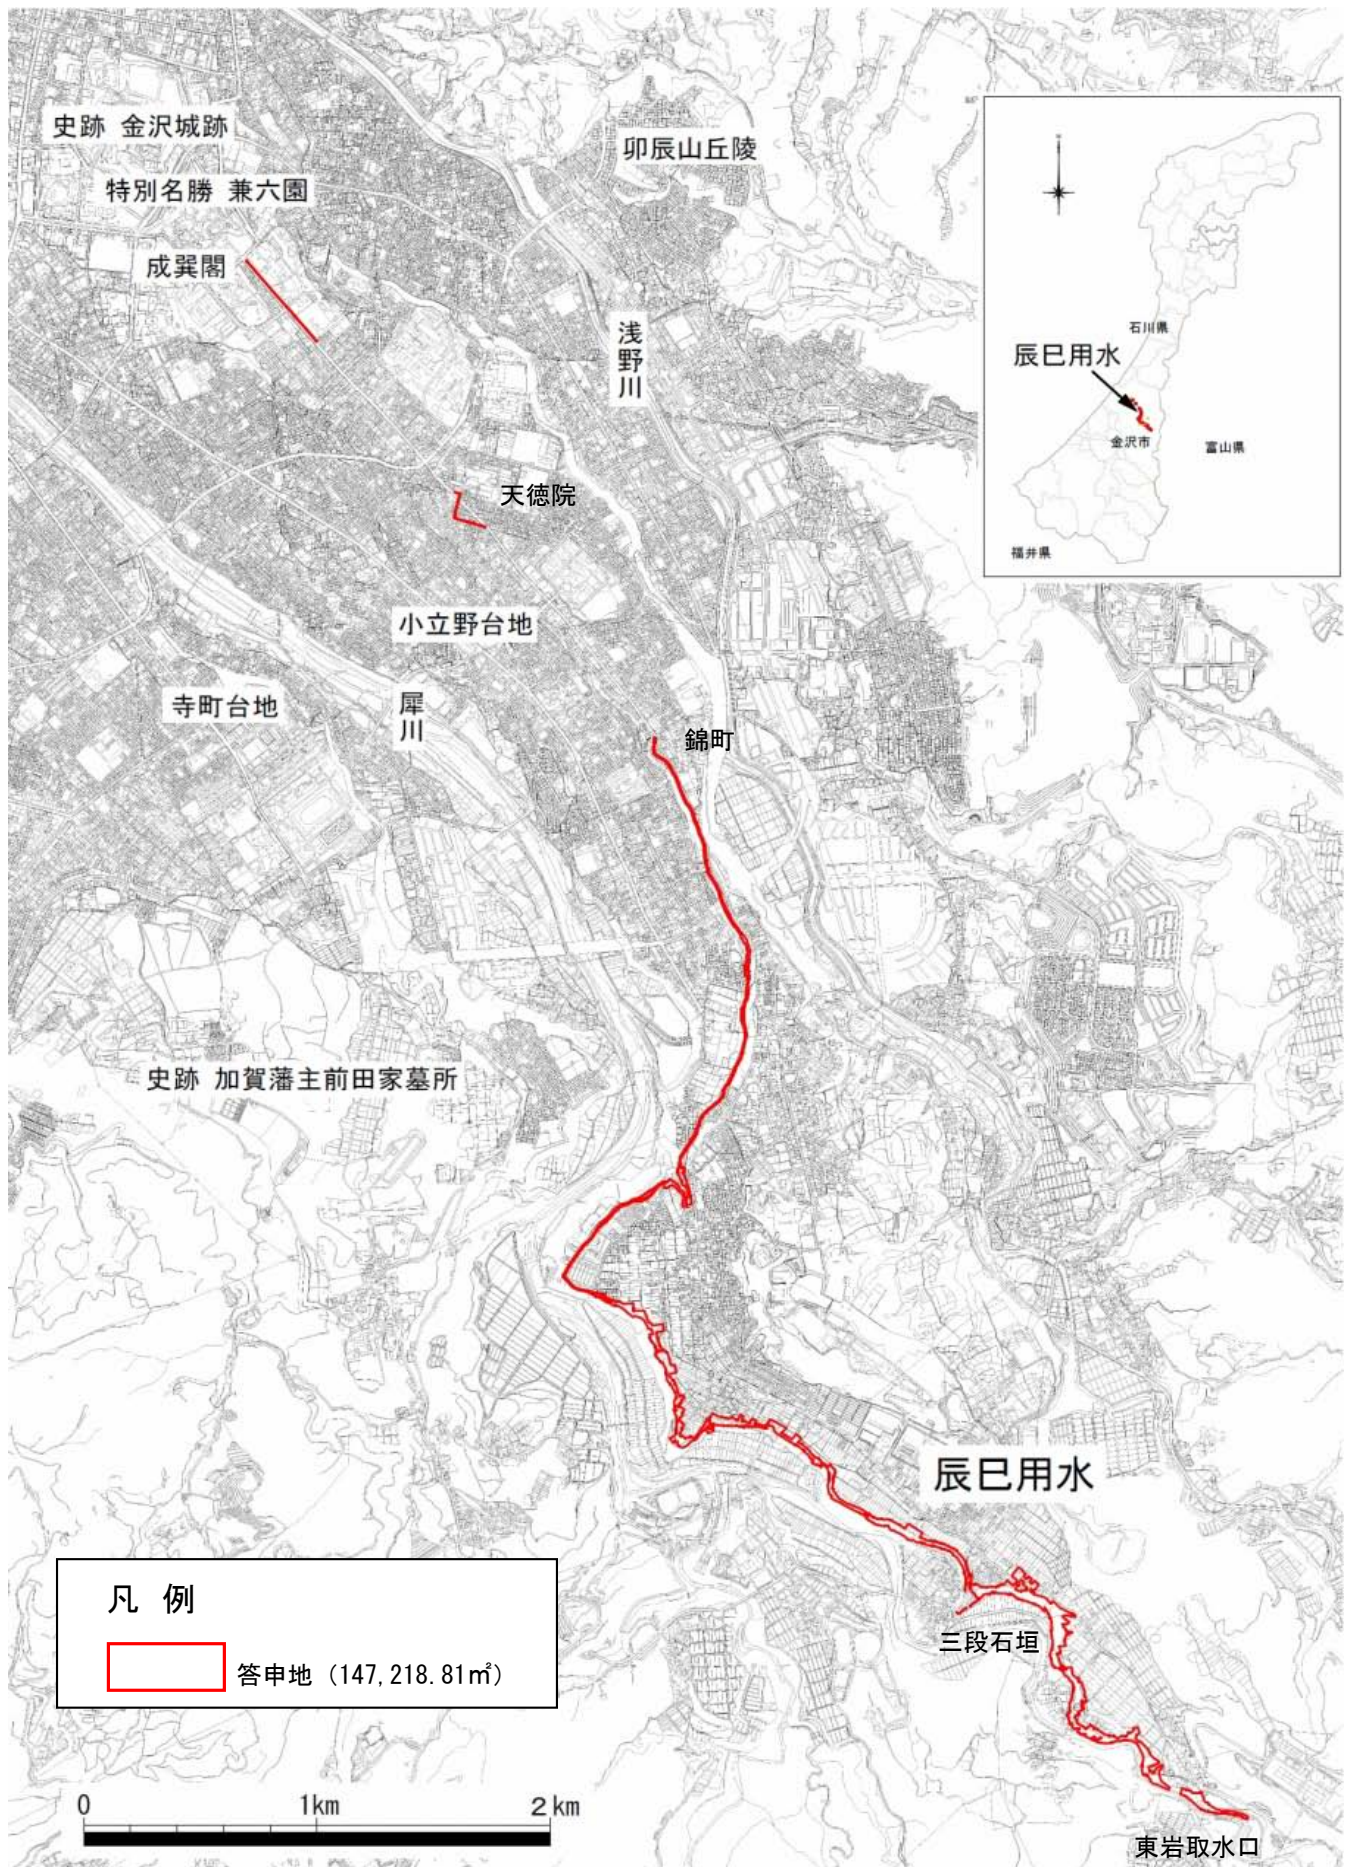 史跡 金沢城跡
特別名勝 兼六園
成巽閣
卯辰山丘陵
浅野川
天徳院
小立野台地
寺町台地
犀川
錦町
史跡 加賀藩主前田家墓所
石川県
辰巳用水
金沢市
富山県
福井県
辰巳用水
三段石垣
東岩取水口
凡 例
答申地 (147,218.81㎡)
0 1km 2km